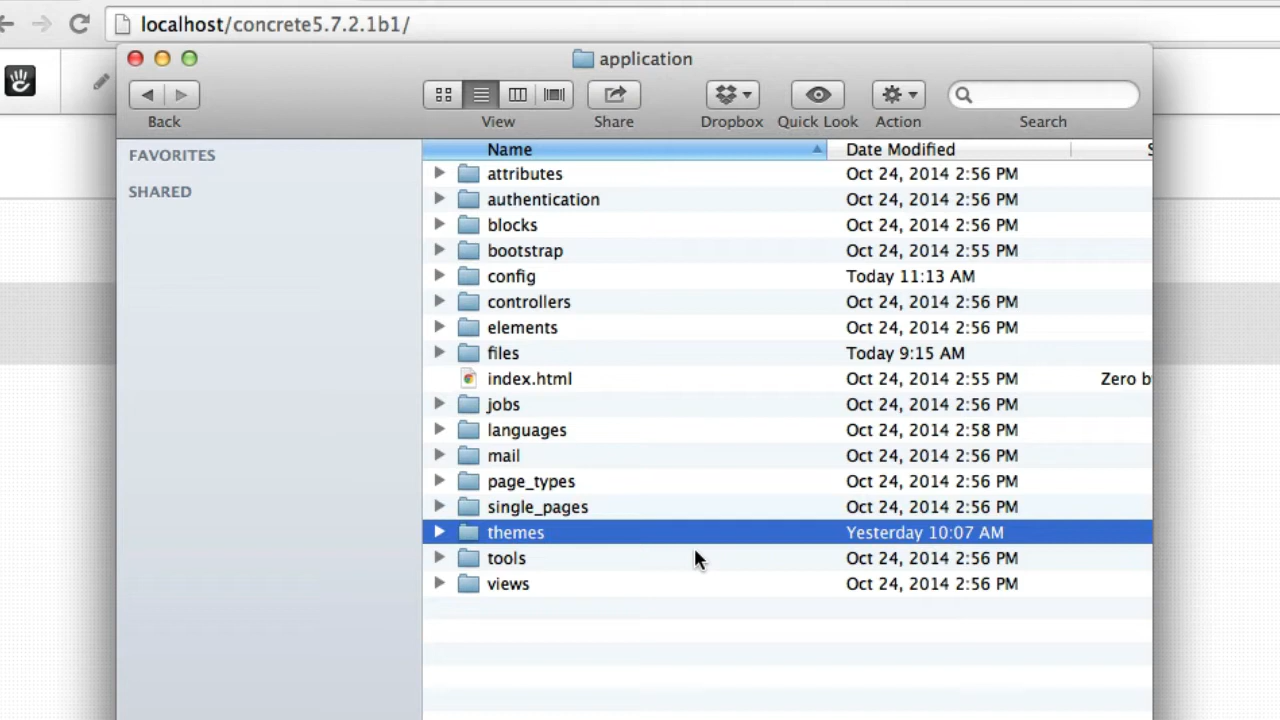 localhost/concrete5.7.2.1b1/
application
Back
View
Share
Dropbox
Quick Look
Action
Search
FAVORITES
SHARED
Name Date Modified S
attributes Oct 24, 2014 2:56 PM
authentication Oct 24, 2014 2:56 PM
blocks Oct 24, 2014 2:56 PM
bootstrap Oct 24, 2014 2:55 PM
config Today 11:13 AM
controllers Oct 24, 2014 2:56 PM
elements Oct 24, 2014 2:56 PM
files Today 9:15 AM
index.html Oct 24, 2014 2:55 PM Zero b
jobs Oct 24, 2014 2:56 PM
languages Oct 24, 2014 2:58 PM
mail Oct 24, 2014 2:56 PM
page_types Oct 24, 2014 2:56 PM
single_pages Oct 24, 2014 2:56 PM
themes Yesterday 10:07 AM
tools Oct 24, 2014 2:56 PM
views Oct 24, 2014 2:56 PM